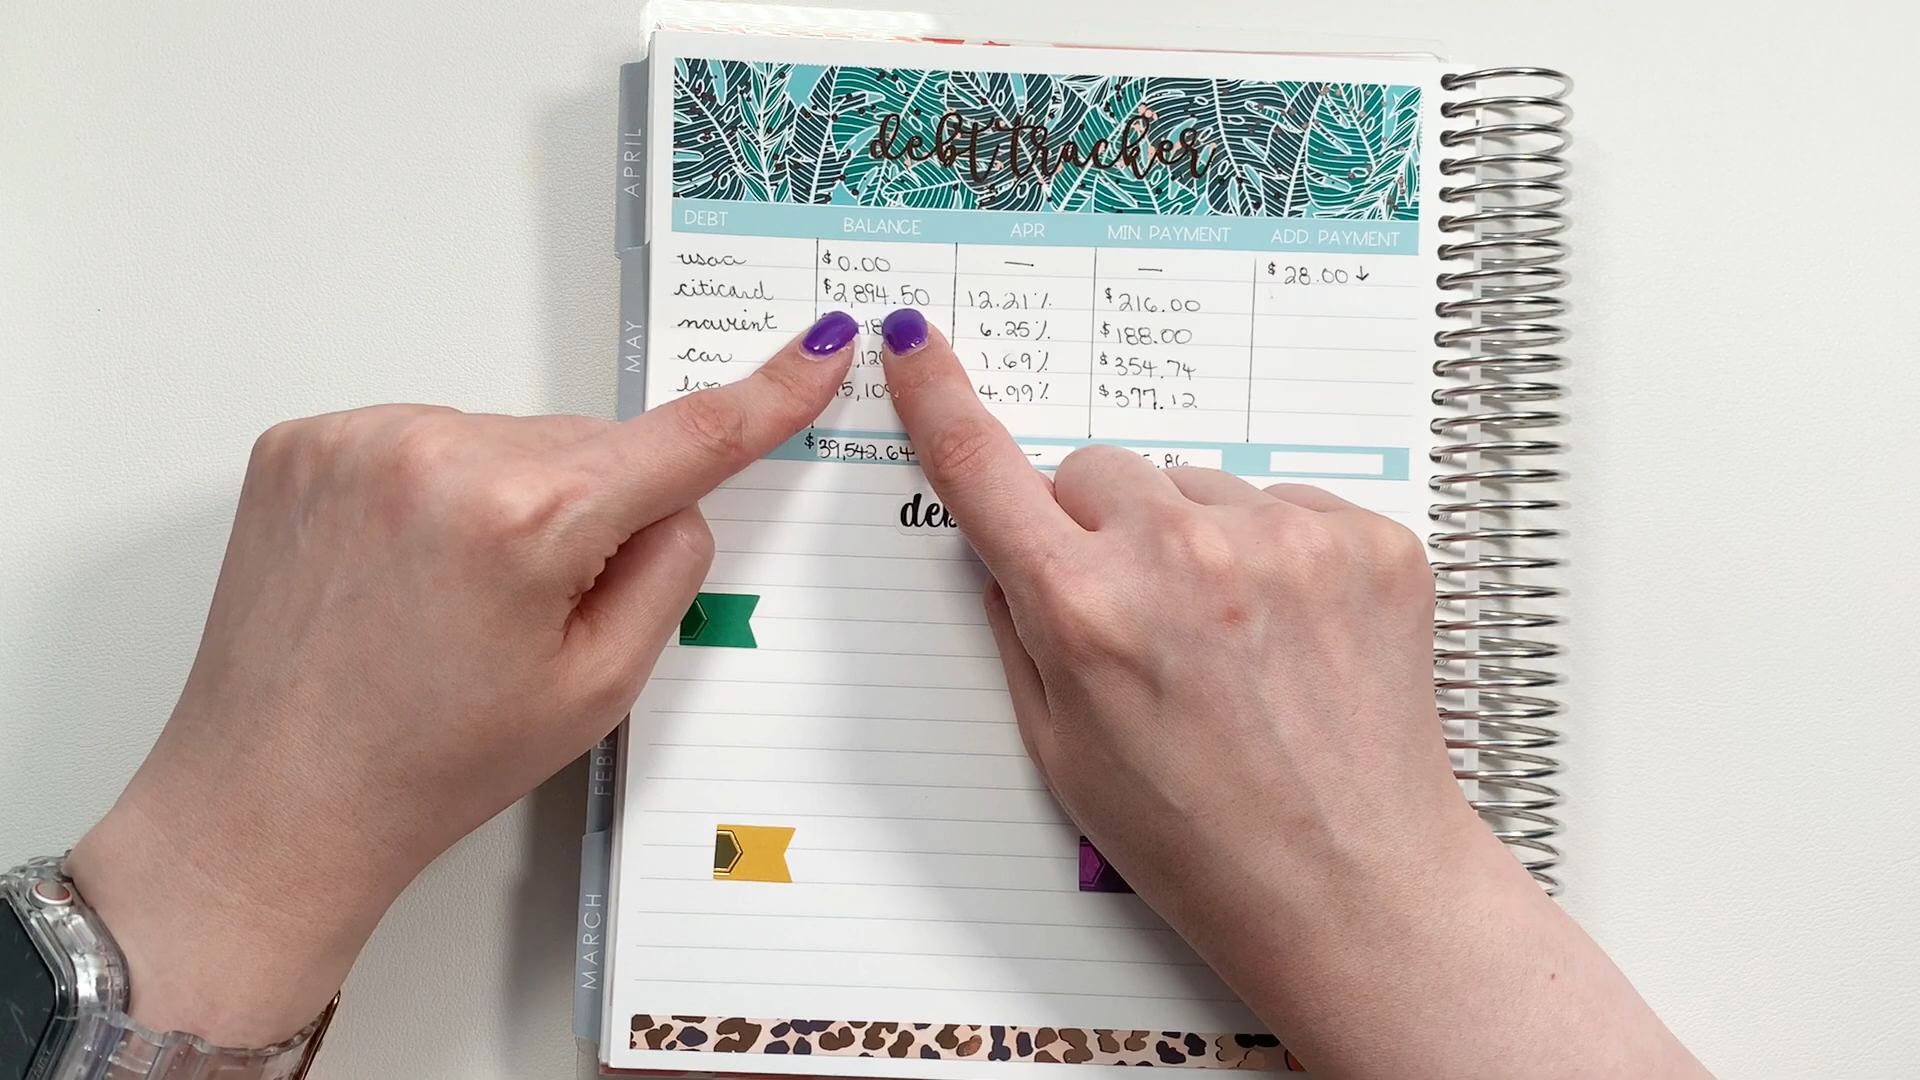 debt tracker
DEBT BALANCE APR MIN. PAYMENT ADD. PAYMENT
usaa $0.00 — — $28.00↓
citicard $2,894.50 12.21% $216.00
navient 6.25% $188.00
car 1.69% $354.74
4.99% $377.12
$39,542.64 —
APRIL
MAY
MARCH